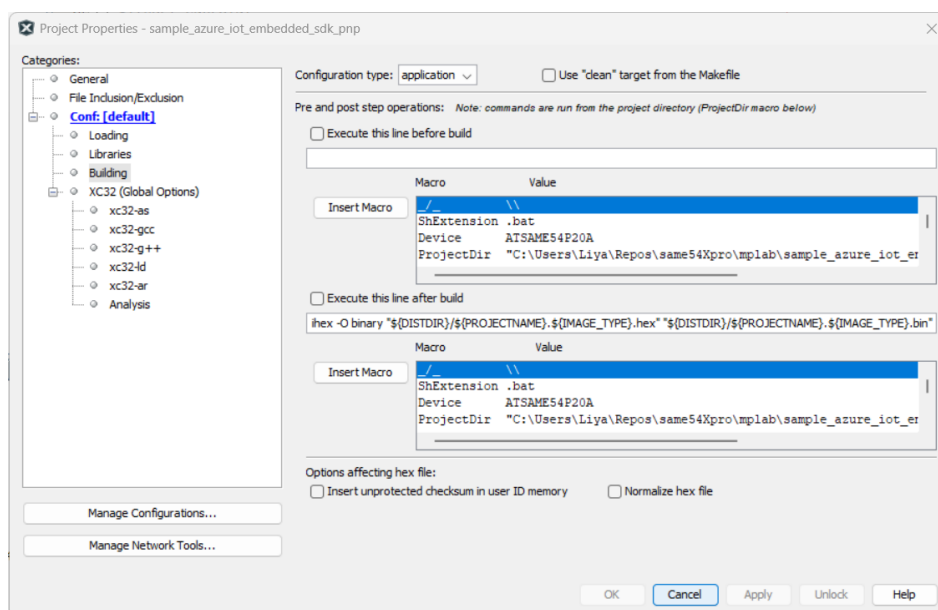 Project Properties - sample_azure_iot_embedded_sdk_pnp
Categories:
General
File Inclusion/Exclusion
Conf: [default]
Loading
Libraries
Building
XC32 (Global Options)
xc32-as
xc32-gcc
xc32-g++
xc32-ld
xc32-ar
Analysis
Manage Configurations...
Manage Network Tools...
Configuration type: application Use "clean" target from the Makefile
Pre and post step operations: Note: commands are run from the project directory (ProjectDir macro below)
Execute this line before build
Macro Value
Insert Macro
_/_ \\
ShExtension .bat
Device ATSAME54P20A
ProjectDir "C:\Users\Liya\Repos\same54Xpro\mplab\sample_azure_iot_er
Execute this line after build
ihex -O binary "${DISTDIR}/${PROJECTNAME}.${IMAGE_TYPE}.hex" "${DISTDIR}/${PROJECTNAME}.${IMAGE_TYPE}.bin"
Macro Value
Insert Macro
_/_ \\
ShExtension .bat
Device ATSAME54P20A
ProjectDir "C:\Users\Liya\Repos\same54Xpro\mplab\sample_azure_iot_er
Options affecting hex file:
Insert unprotected checksum in user ID memory Normalize hex file
OK Cancel Apply Unlock Help